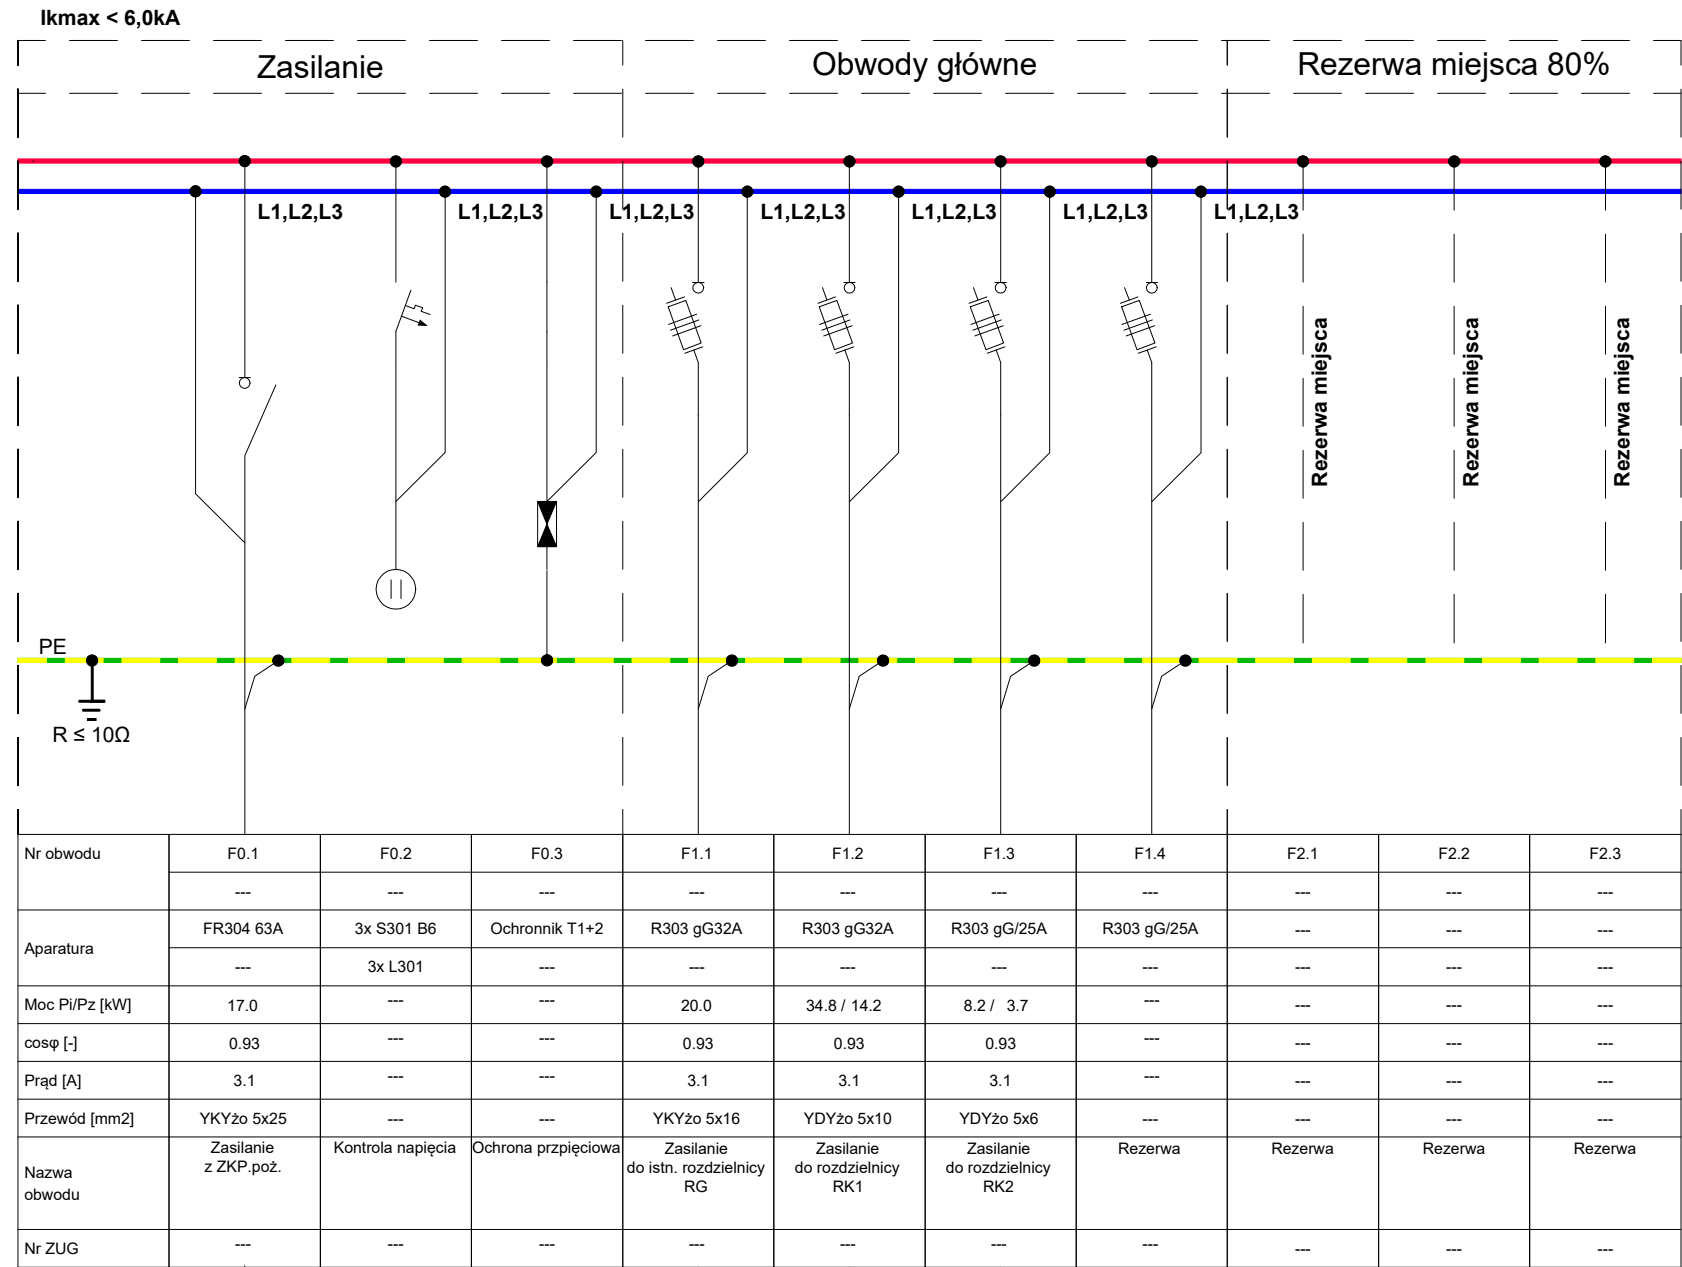 Ikmax < 6,0kA
Zasilanie
Obwody główne
Rezerwa miejsca 80%
L1,L2,L3
L1,L2,L3
L1,L2,L3
L1,L2,L3
L1,L2,L3
L1,L2,L3
L1,L2,L3
Rezerwa miejsca
Rezerwa miejsca
Rezerwa miejsca
PE
R ≤ 10Ω
Nr obwodu F0.1 F0.2 F0.3 F1.1 F1.2 F1.3 F1.4 F2.1 F2.2 F2.3
--- --- --- --- --- --- --- --- --- ---
Aparatura
FR304 63A 3x S301 B6 Ochronnik T1+2 R303 gG32A R303 gG32A R303 gG/25A R303 gG/25A --- --- ---
--- 3x L301 --- --- --- --- --- --- --- ---
Moc Pi/Pz [kW] 17.0 --- --- 20.0 34.8 / 14.2 8.2 / 3.7 --- --- --- ---
cosφ [-] 0.93 --- --- 0.93 0.93 0.93 --- --- --- ---
Prąd [A] 3.1 --- --- 3.1 3.1 3.1 --- --- --- ---
Przewód [mm2] YKYżo 5x25 --- --- YKYżo 5x16 YDYżo 5x10 YDYżo 5x6 --- --- --- ---
Nazwa
obwodu
Zasilanie
z ZKP.poż.
Kontrola napięcia
Ochrona przpięciowa
Zasilanie
do istn. rozdzielnicy
RG
Zasilanie
do rozdzielnicy
RK1
Zasilanie
do rozdzielnicy
RK2
Rezerwa
Rezerwa
Rezerwa
Rezerwa
Nr ZUG --- --- --- --- --- --- --- --- --- ---